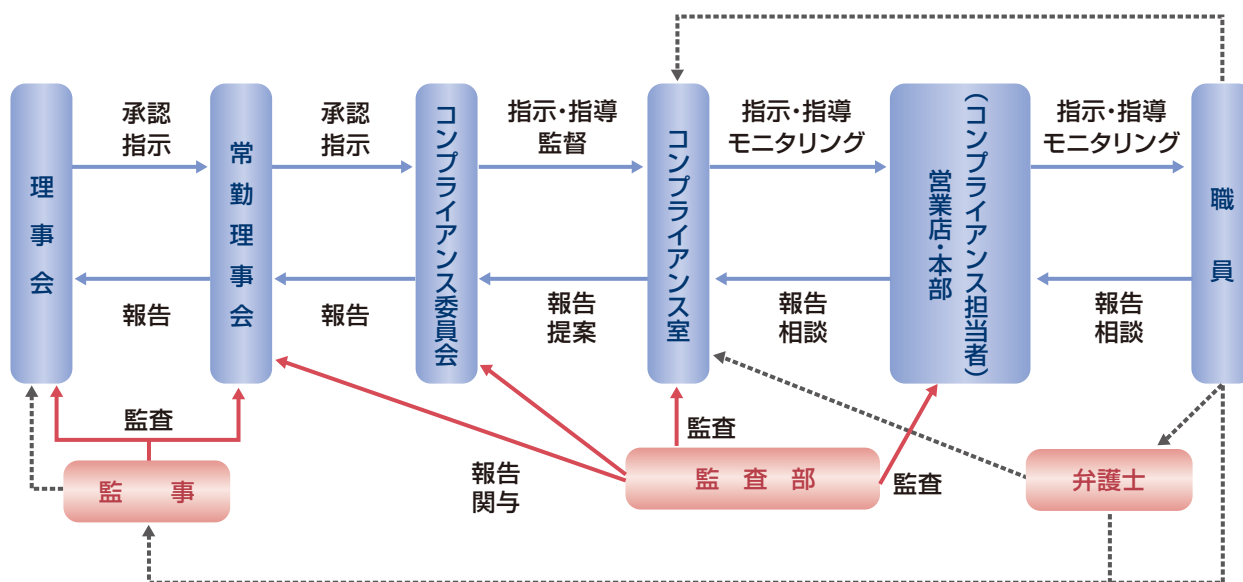 理事会
承認
指示
報告
常勤理事会
承認
指示
報告
コンプライアンス委員会
指示・指導
監督
報告
提案
コンプライアンス室
指示・指導
モニタリング
報告
相談
(コンプライアンス担当者)
営業店・本部
指示・指導
モニタリング
報告
相談
職員
監査
監事
報告
関与
監査
監査部
監査
弁護士